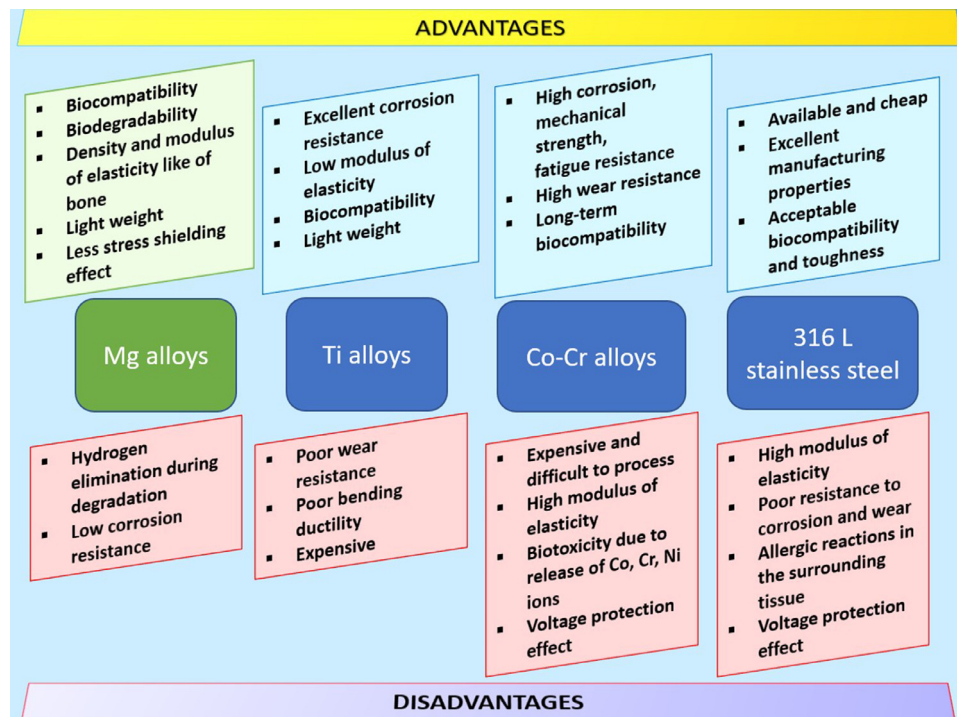 ADVANTAGES
▪ Biocompatibility
▪ Biodegradability
▪ Density and modulus
of elasticity like of
bone
▪ Light weight
▪ Less stress shielding
effect
▪ Excellent corrosion
resistance
▪ Low modulus of
elasticity
▪ Biocompatibility
▪ Light weight
▪ High corrosion,
mechanical
strength,
fatigue resistance
▪ High wear resistance
▪ Long-term
biocompatibility
▪ Available and cheap
▪ Excellent
manufacturing
properties
▪ Acceptable
biocompatibility
and toughness
Mg alloys
Ti alloys
Co-Cr alloys
316 L
stainless steel
▪ Hydrogen
elimination during
degradation
▪ Low corrosion
resistance
▪ Poor wear
resistance
▪ Poor bending
ductility
▪ Expensive
▪ Expensive and
difficult to process
▪ High modulus of
elasticity
▪ Biotoxicity due to
release of Co, Cr, Ni
ions
▪ Voltage protection
effect
▪ High modulus of
elasticity
▪ Poor resistance to
corrosion and wear
▪ Allergic reactions in
the surrounding
tissue
▪ Voltage protection
effect
DISADVANTAGES